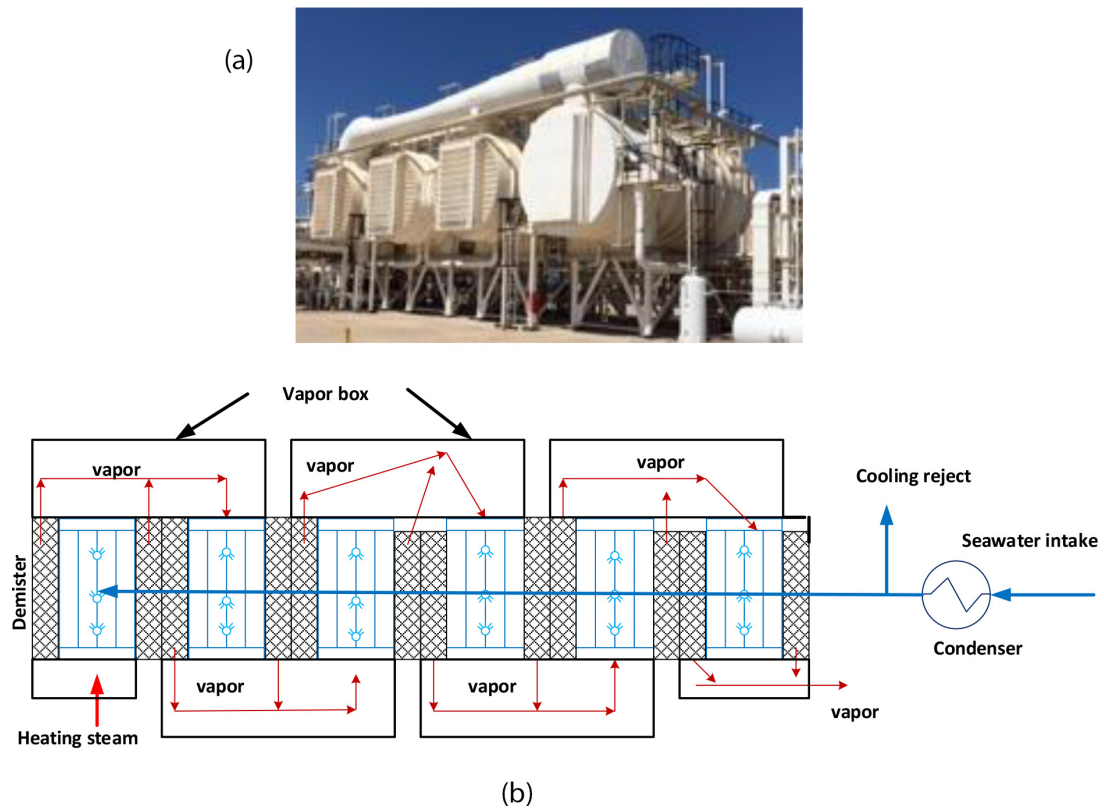 (a)
Vapor box
vapor
vapor
vapor
Cooling reject
Seawater intake
Demister
Condenser
vapor
vapor
vapor
Heating steam
(b)